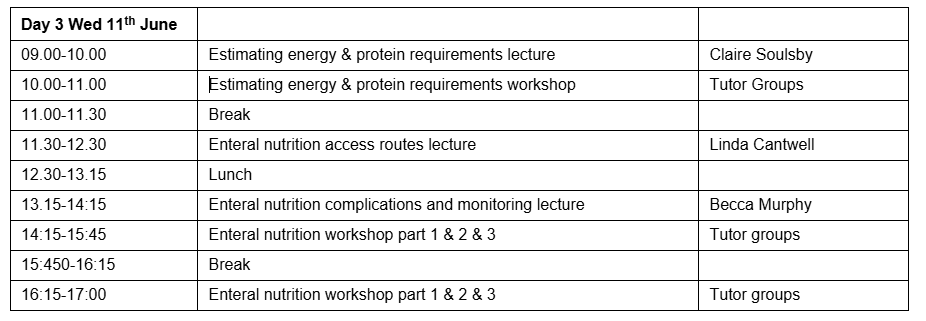 Day 3 Wed 11th June
09.00-10.00 Estimating energy & protein requirements lecture Claire Soulsby
10.00-11.00 Estimating energy & protein requirements workshop Tutor Groups
11.00-11.30 Break
11.30-12.30 Enteral nutrition access routes lecture Linda Cantwell
12.30-13.15 Lunch
13.15-14:15 Enteral nutrition complications and monitoring lecture Becca Murphy
14:15-15:45 Enteral nutrition workshop part 1 & 2 & 3 Tutor groups
15:450-16:15 Break
16:15-17:00 Enteral nutrition workshop part 1 & 2 & 3 Tutor groups